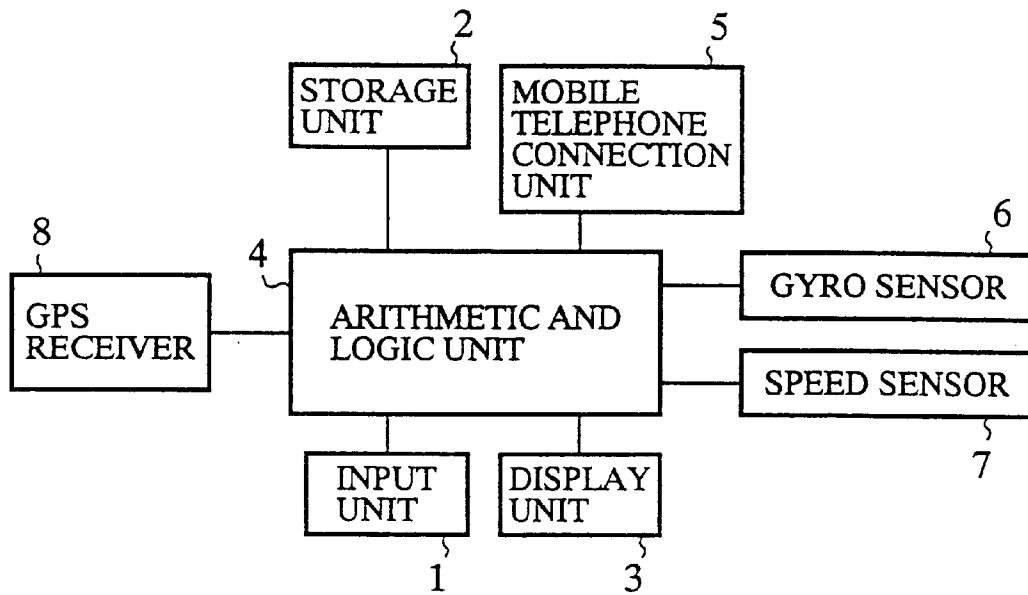 2
STORAGE
UNIT
5
MOBILE
TELEPHONE
CONNECTION
UNIT
8
GPS
RECEIVER
4
ARITHMETIC AND
LOGIC UNIT
6
GYRO SENSOR
SPEED SENSOR
7
INPUT
UNIT
1
DISPLAY
UNIT
3